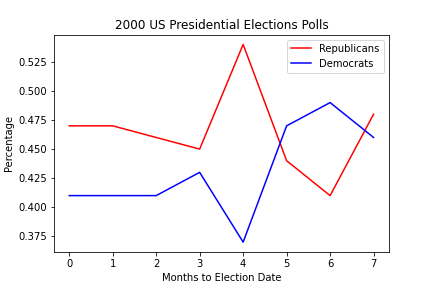 2000 US Presidential Elections Polls
Republicans
Democrats
Percentage
0.525
0.500
0.475
0.450
0.425
0.400
0.375
0 1 2 3 4 5 6 7
Months to Election Date